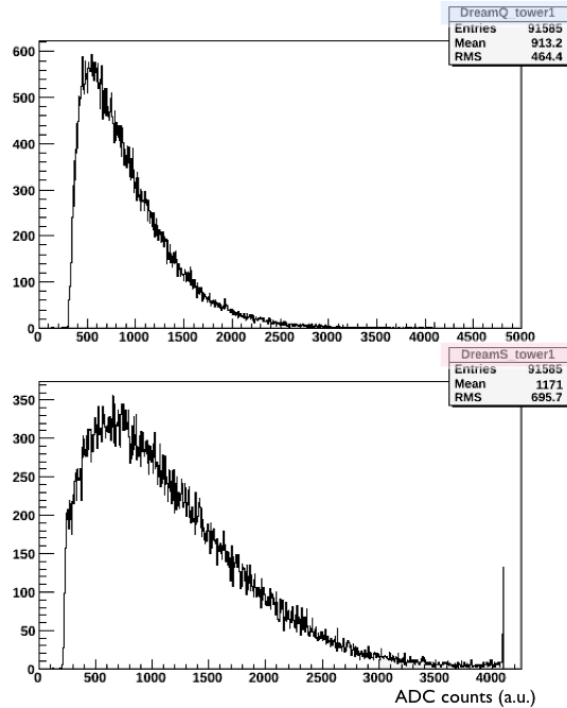 DreamQ_tower1
Entries 91585
Mean 913.2
RMS 464.4
600
500
400
300
200
100
0
0 500 1000 1500 2000 2500 3000 3500 4000 4500 5000
DreamS_tower1
Entries 91585
Mean 1171
RMS 695.7
350
300
250
200
150
100
50
0
0 500 1000 1500 2000 2500 3000 3500 4000
ADC counts (a.u.)